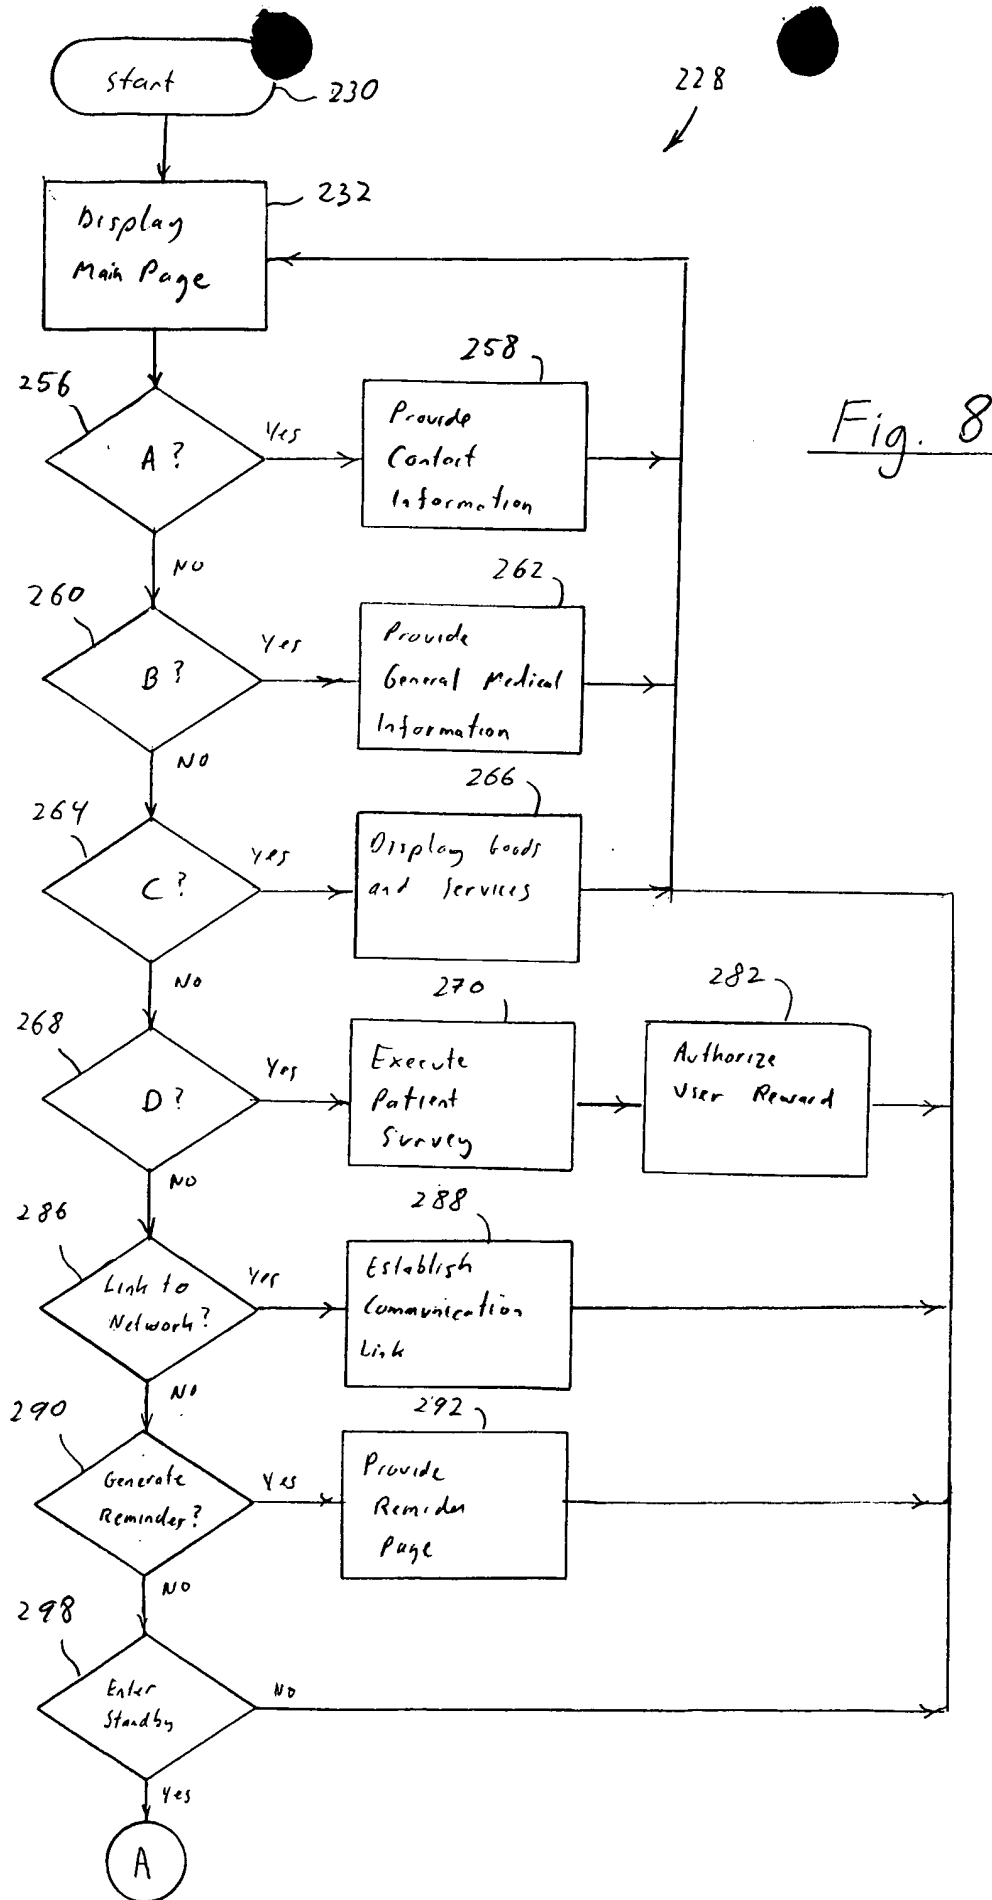 start
230
228
232
Display
Main Page
256
A ?
Yes
258
Provide
Contact
Information
Fig. 8
NO
260
B ?
Yes
262
Provide
General Medical
Information
NO
264
C ?
Yes
266
Display Goods
and Services
NO
268
D ?
Yes
270
Execute
Patient
Survey
282
Authorize
User Reward
NO
286
Link to
Network?
Yes
288
Establish
Communication
Link
NO
290
Generate
Reminder?
Yes
292
Provide
Reminder
Page
NO
298
Enter
Standby
NO
Yes
A